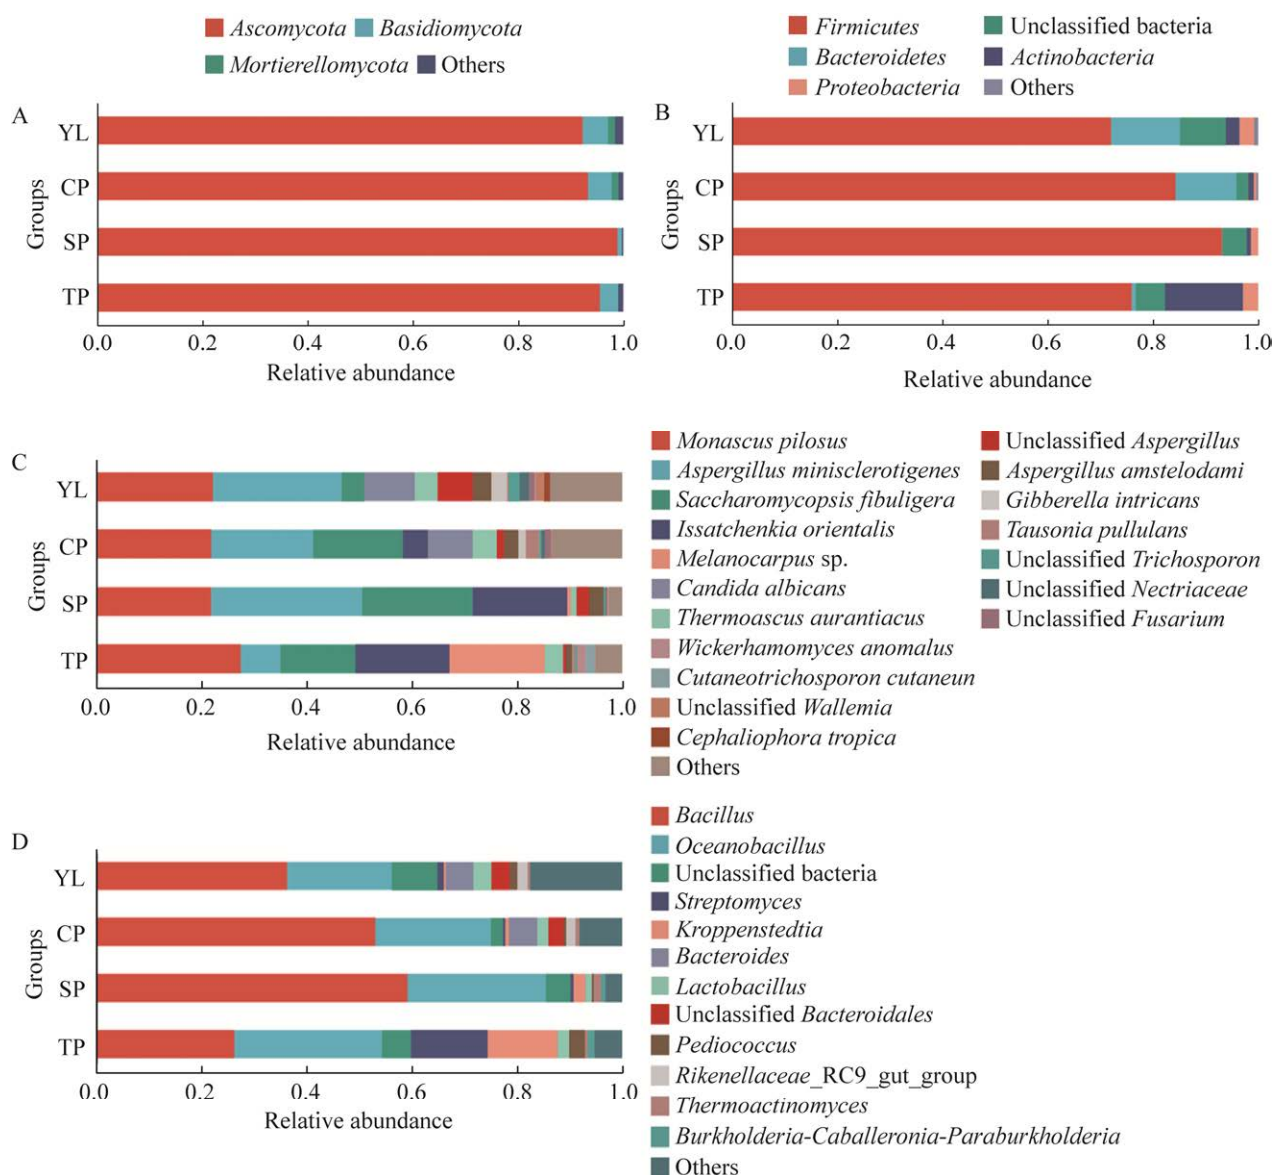 Ascomycota Basidiomycota
Mortierellomycota Others
A
YL
CP
SP
TP
Groups
0.0 0.2 0.4 0.6 0.8 1.0
Relative abundance
Firmicutes Unclassified bacteria
Bacteroidetes Actinobacteria
Proteobacteria Others
B
YL
CP
SP
TP
Groups
0.0 0.2 0.4 0.6 0.8 1.0
Relative abundance
C
YL
CP
SP
TP
Groups
0.0 0.2 0.4 0.6 0.8 1.0
Relative abundance
Monascus pilosus Unclassified Aspergillus
Aspergillus minisclerotigenes Aspergillus amstelodami
Saccharomycopsis fibuligera Gibberella intricans
Issatchenkia orientalis Tausonia pullulans
Melanocarpus sp. Unclassified Trichosporon
Candida albicans Unclassified Nectriaceae
Thermoascus aurantiacus Unclassified Fusarium
Wickerhamomyces anomalus
Cutaneotrichosporon cutaneun
Unclassified Wallemia
Cephaliophora tropica
Others
D
YL
CP
SP
TP
Groups
0.0 0.2 0.4 0.6 0.8 1.0
Relative abundance
Bacillus
Oceanobacillus
Unclassified bacteria
Streptomyces
Kroppenstedtia
Bacteroides
Lactobacillus
Unclassified Bacteroidales
Pediococcus
Rikenellaceae_RC9_gut_group
Thermoactinomyces
Burkholderia-Caballeronia-Paraburkholderia
Others